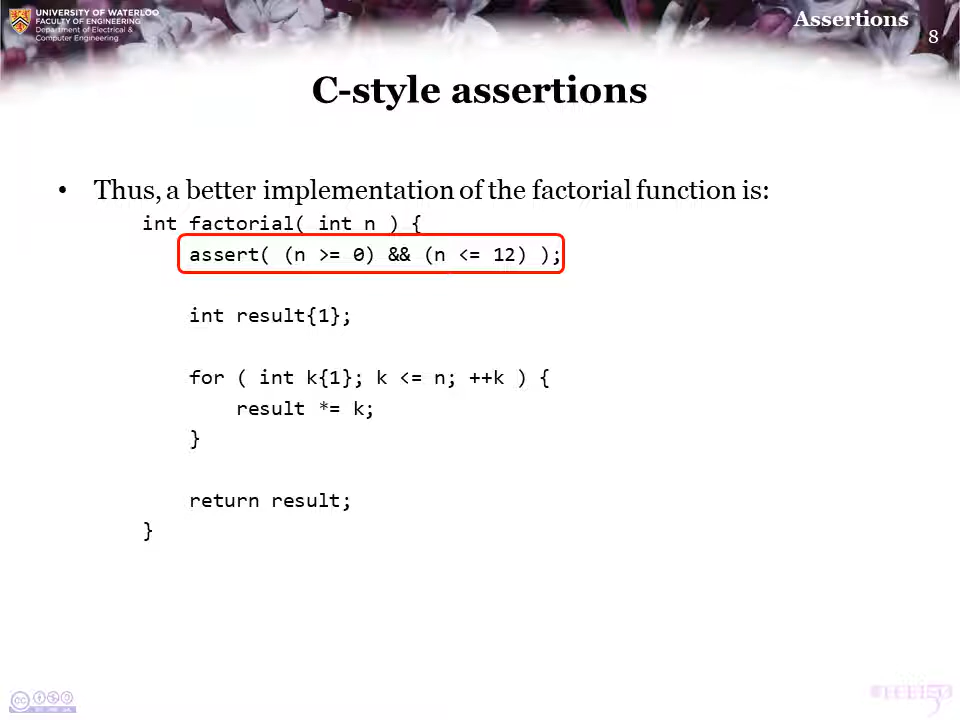 UNIVERSITY OF WATERLOO
FACULTY OF ENGINEERING
Department of Electrical &
Computer Engineering
Assertions
8
C-style assertions
• Thus, a better implementation of the factorial function is:
int factorial( int n ) {
    assert( (n >= 0) && (n <= 12) );
    int result{1};
    for ( int k{1}; k <= n; ++k ) {
        result *= k;
    }
    return result;
}